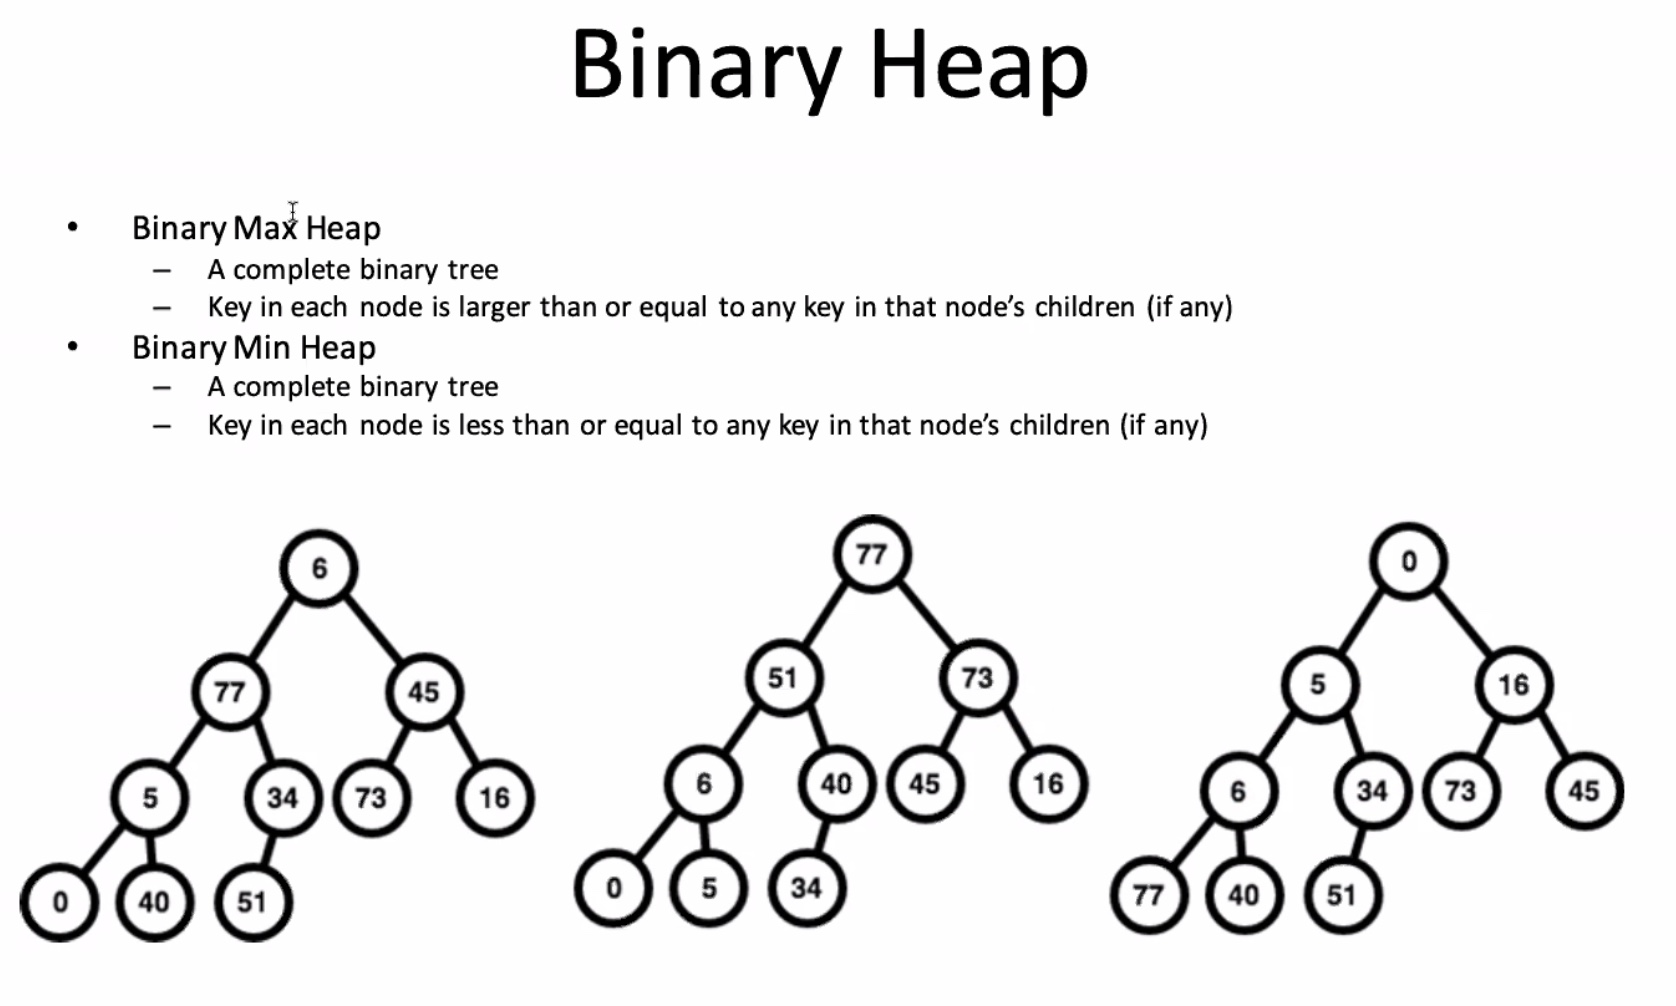 Binary Heap
• Binary Max Heap
– A complete binary tree
– Key in each node is larger than or equal to any key in that node’s children (if any)
• Binary Min Heap
– A complete binary tree
– Key in each node is less than or equal to any key in that node’s children (if any)
6
77 45
5 34 73 16
0 40 51
77
51 73
6 40 45 16
0 5 34
0
5 16
6 34 73 45
77 40 51